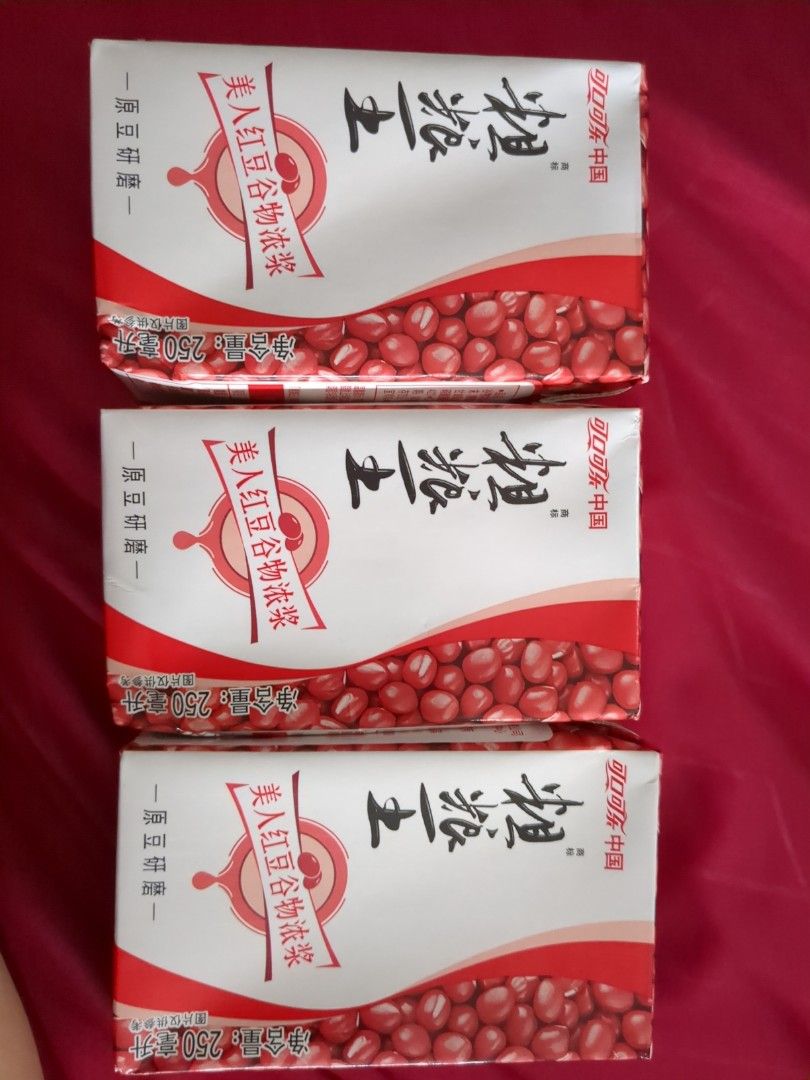 可口可乐中国
粗粮王
商标
美人红豆谷物浓浆
原豆研磨
净含量：250毫升
图片仅供参考
可口可乐中国
粗粮王
商标
美人红豆谷物浓浆
原豆研磨
净含量：250毫升
图片仅供参考
可口可乐中国
粗粮王
商标
美人红豆谷物浓浆
原豆研磨
净含量：250毫升
图片仅供参考